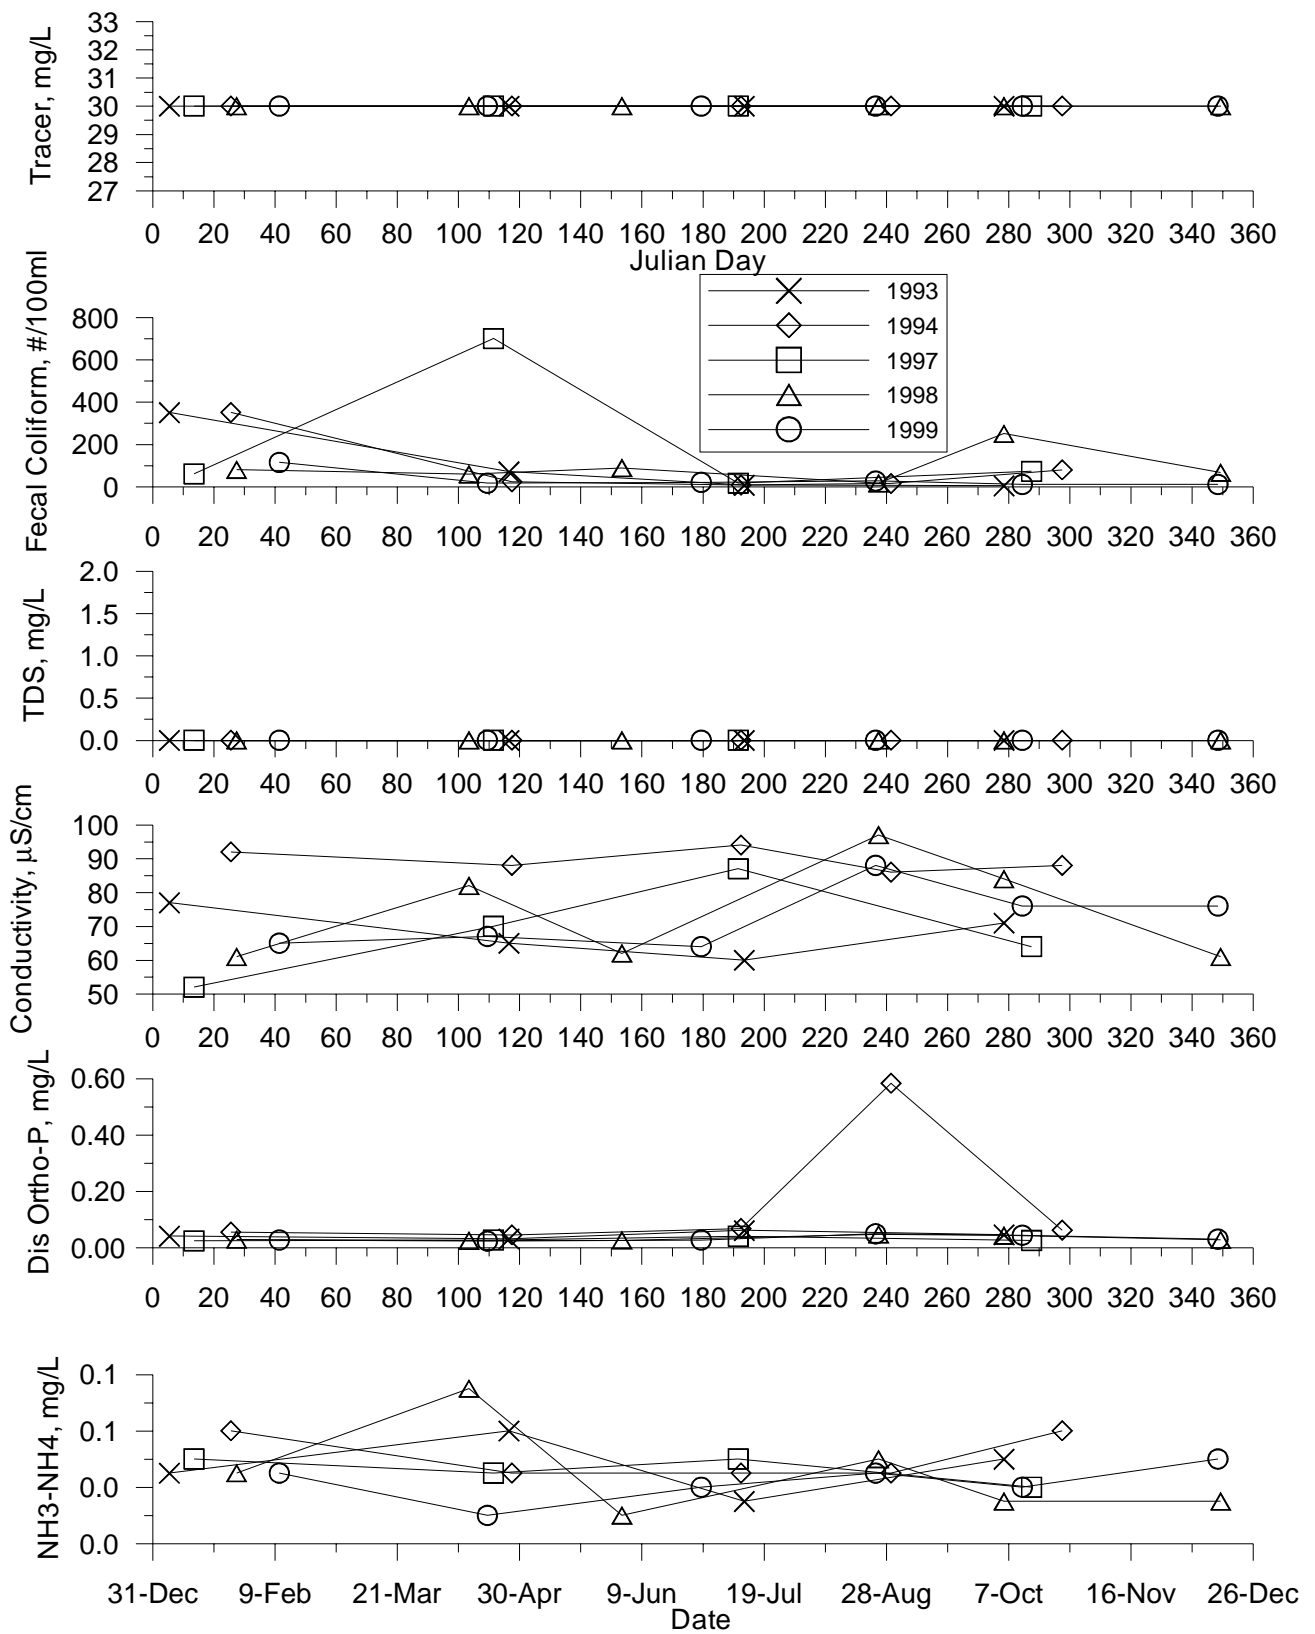 33
32
31
30
29
28
27
Tracer, mg/L
0 20 40 60 80 100 120 140 160 180 200 220 240 260 280 300 320 340 360
Julian Day
1993
1994
1997
1998
1999
800
600
400
200
0
Fecal Coliform, #/100ml
0 20 40 60 80 100 120 140 160 180 200 220 240 260 280 300 320 340 360
2.0
1.5
1.0
0.5
0.0
TDS, mg/L
0 20 40 60 80 100 120 140 160 180 200 220 240 260 280 300 320 340 360
100
90
80
70
60
50
Conductivity, μS/cm
0 20 40 60 80 100 120 140 160 180 200 220 240 260 280 300 320 340 360
0.60
0.40
0.20
0.00
Dis Ortho-P, mg/L
0 20 40 60 80 100 120 140 160 180 200 220 240 260 280 300 320 340 360
0.1
0.1
0.0
0.0
NH3-NH4, mg/L
31-Dec 9-Feb 21-Mar 30-Apr 9-Jun 19-Jul 28-Aug 7-Oct 16-Nov 26-Dec
Date